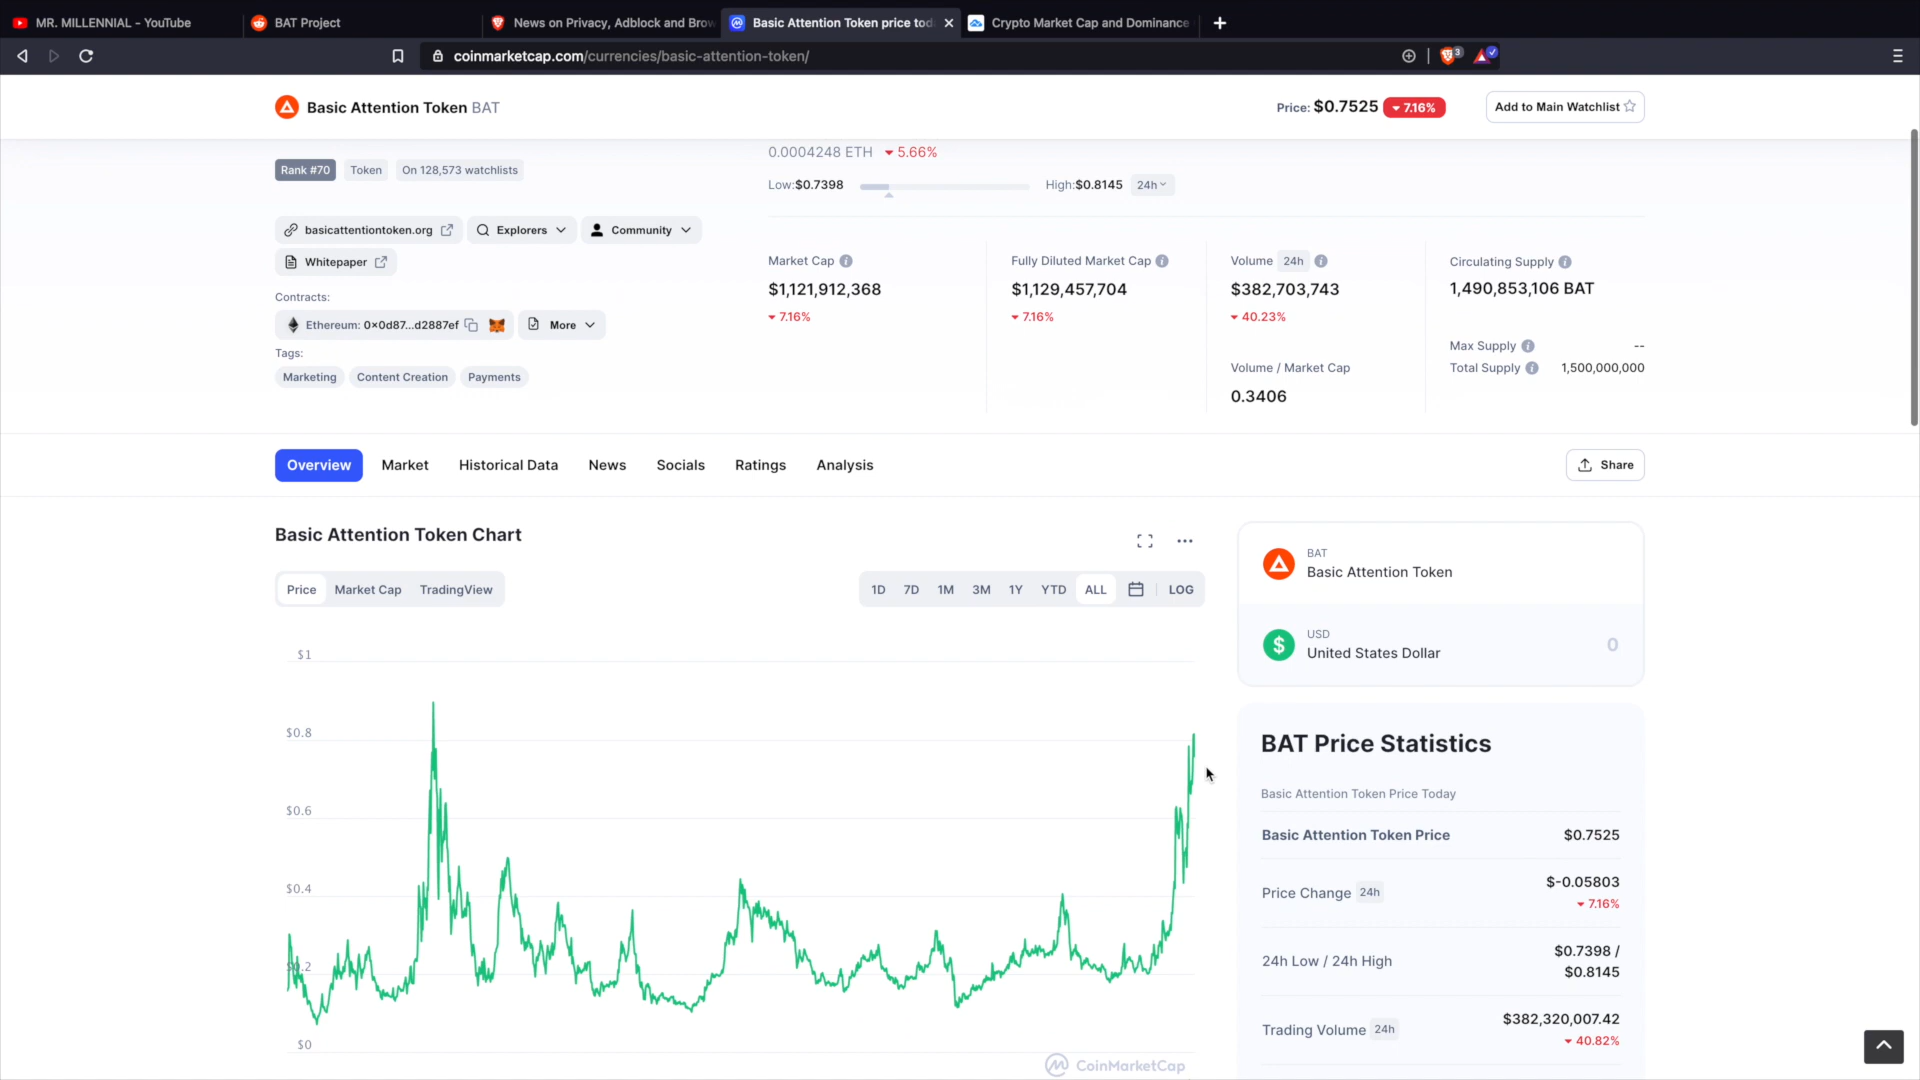 MR. MILLENNIAL - YouTube
BAT Project
News on Privacy, Adblock and Brow
Basic Attention Token price tod
Crypto Market Cap and Dominance
coinmarketcap.com/currencies/basic-attention-token/
3
Basic Attention Token BAT
Price: $0.7525 7.16%
Add to Main Watchlist
0.0004248 ETH 5.66%
Rank #70 Token On 128,573 watchlists
Low:$0.7398 High:$0.8145 24h
basicattentiontoken.org Explorers Community
Whitepaper
Contracts:
Ethereum: 0x0d87...d2887ef More
Tags:
Marketing Content Creation Payments
Market Cap
$1,121,912,368
7.16%
Fully Diluted Market Cap
$1,129,457,704
7.16%
Volume 24h
$382,703,743
40.23%
Volume / Market Cap
0.3406
Circulating Supply
1,490,853,106 BAT
Max Supply --
Total Supply 1,500,000,000
Overview Market Historical Data News Socials Ratings Analysis Share
Basic Attention Token Chart
Price Market Cap TradingView 1D 7D 1M 3M 1Y YTD ALL LOG
$1
$0.8
$0.6
$0.4
$0.2
$0
CoinMarketCap
BAT
Basic Attention Token
USD
United States Dollar
0
BAT Price Statistics
Basic Attention Token Price Today
Basic Attention Token Price $0.7525
Price Change 24h $-0.05803
7.16%
24h Low / 24h High $0.7398 /
$0.8145
Trading Volume 24h $382,320,007.42
40.82%